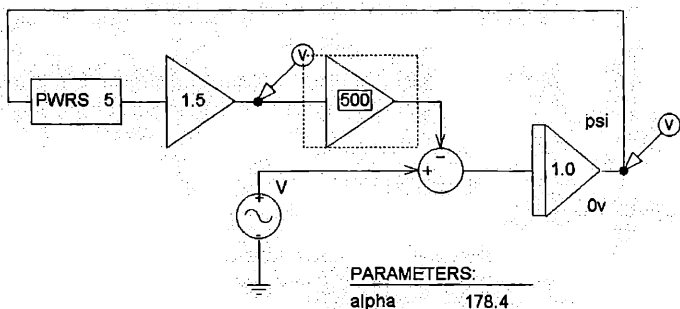 V
V
PWRS 5
1.5
500
psi
1.0
V
0v
PARAMETERS:
alpha 178.4